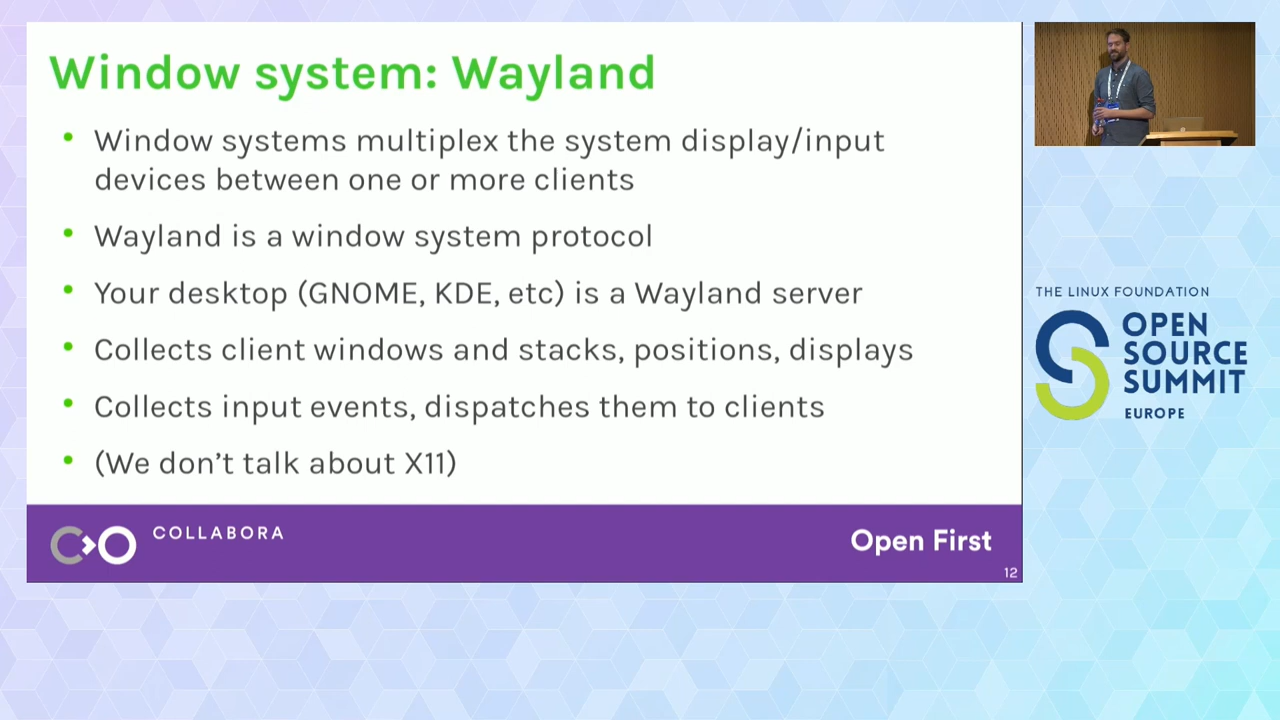 Window system: Wayland
• Window systems multiplex the system display/input
devices between one or more clients
• Wayland is a window system protocol
• Your desktop (GNOME, KDE, etc) is a Wayland server
• Collects client windows and stacks, positions, displays
• Collects input events, dispatches them to clients
• (We don’t talk about X11)
COLLABORA
Open First
12
THE LINUX FOUNDATION
OPEN
SOURCE
SUMMIT
EUROPE